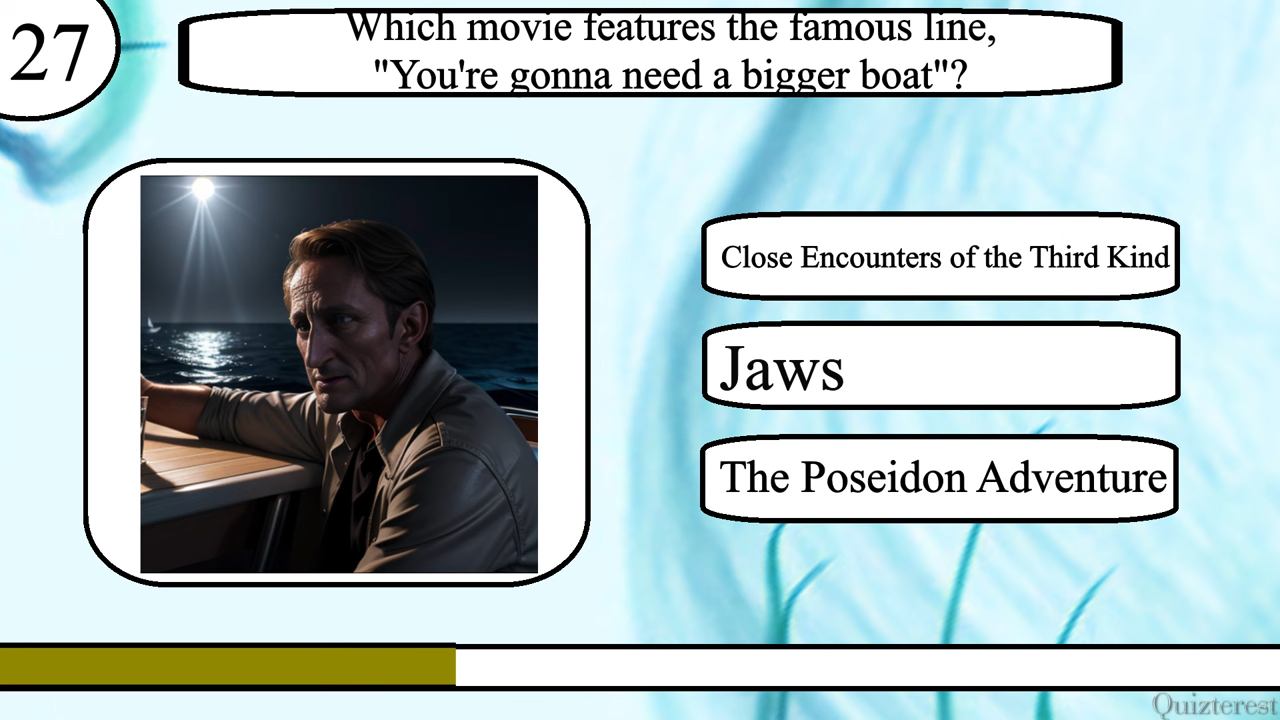 27
Which movie features the famous line,
"You're gonna need a bigger boat"?
Close Encounters of the Third Kind
Jaws
The Poseidon Adventure
Quizterest